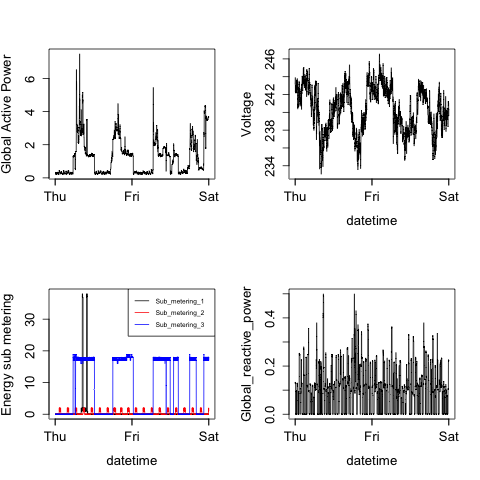 Global Active Power
0 2 4 6
Thu Fri Sat
Voltage
234 238 242 246
Thu Fri Sat
datetime
Energy sub metering
0 10 20 30
Sub_metering_1
Sub_metering_2
Sub_metering_3
Thu Fri Sat
datetime
Global_reactive_power
0.0 0.2 0.4
Thu Fri Sat
datetime